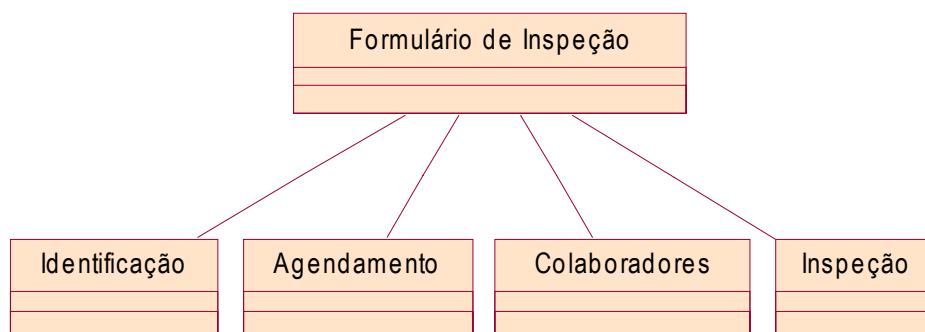 Formulário de Inspeção
Identificação
Agendamento
Colaboradores
Inspeção